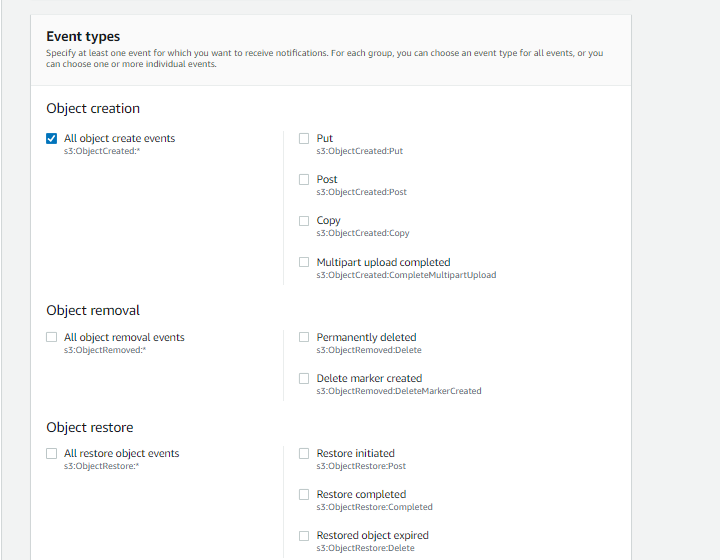 Event types
Specify at least one event for which you want to receive notifications. For each group, you can choose an event type for all events, or you
can choose one or more individual events.
Object creation
All object create events
s3:ObjectCreated:*
Put
s3:ObjectCreated:Put
Post
s3:ObjectCreated:Post
Copy
s3:ObjectCreated:Copy
Multipart upload completed
s3:ObjectCreated:CompleteMultipartUpload
Object removal
All object removal events
s3:ObjectRemoved:*
Permanently deleted
s3:ObjectRemoved:Delete
Delete marker created
s3:ObjectRemoved:DeleteMarkerCreated
Object restore
All restore object events
s3:ObjectRestore:*
Restore initiated
s3:ObjectRestore:Post
Restore completed
s3:ObjectRestore:Completed
Restored object expired
s3:ObjectRestore:Delete